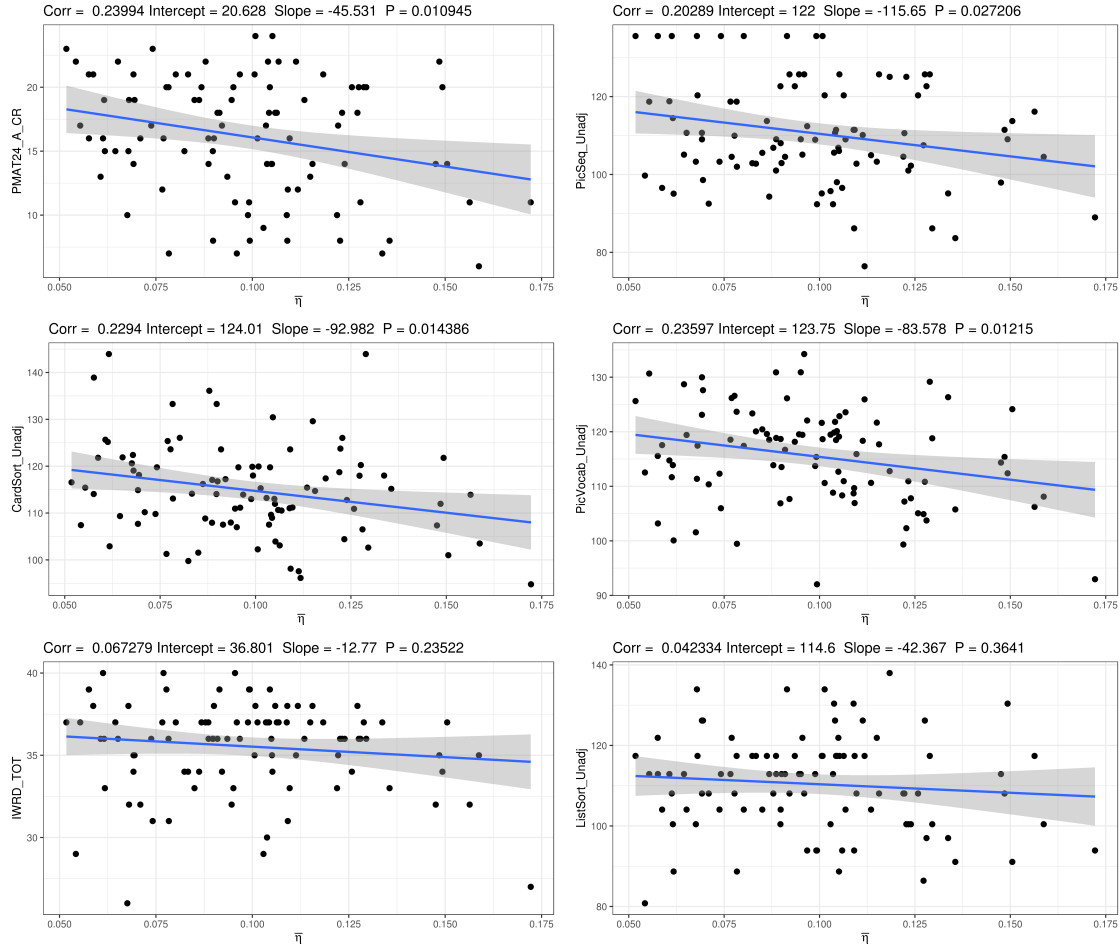 Corr =  0.23994 Intercept = 20.628  Slope = -45.531  P = 0.010945
PMAT24_A_CR
20
15
10
0.050 0.075 0.100 0.125 0.150 0.175
η̅
Corr =  0.20289 Intercept = 122  Slope = -115.65  P = 0.027206
PicSeq_Unadj
120
100
80
0.050 0.075 0.100 0.125 0.150 0.175
η̅
Corr =  0.2294 Intercept = 124.01  Slope = -92.982  P = 0.014386
CardSort_Unadj
140
130
120
110
100
0.050 0.075 0.100 0.125 0.150 0.175
η̅
Corr =  0.23597 Intercept = 123.75  Slope = -83.578  P = 0.01215
PicVocab_Unadj
130
120
110
100
90
0.050 0.075 0.100 0.125 0.150 0.175
η̅
Corr =  0.067279 Intercept = 36.801  Slope = -12.77  P = 0.23522
IWRD_TOT
40
35
30
0.050 0.075 0.100 0.125 0.150 0.175
η̅
Corr =  0.042334 Intercept = 114.6  Slope = -42.367  P = 0.3641
ListSort_Unadj
140
120
100
80
0.050 0.075 0.100 0.125 0.150 0.175
η̅